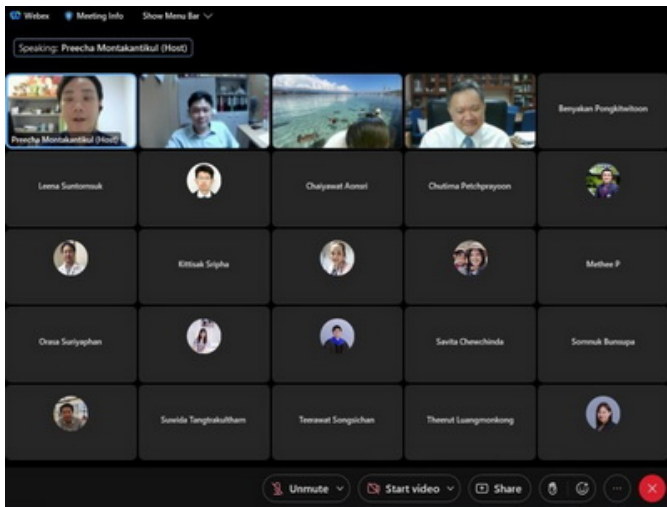 Webex Meeting Info Show Menu Bar
Speaking: Preecha Montakantikul (Host)
Preecha Montakantikul (Host)
Benyakan Pongkitwitoon
Leena Suntornsuk
Chaiyawat Aonsri
Chutima Petchprayoon
Kittisak Sripha
Methee P
Orasa Suriyaphan
Savita Chewchinda
Somnuk Bunsupa
Suwida Tangtrakultham
Teerawat Songsichan
Theerut Luangmonkong
Unmute Start video Share